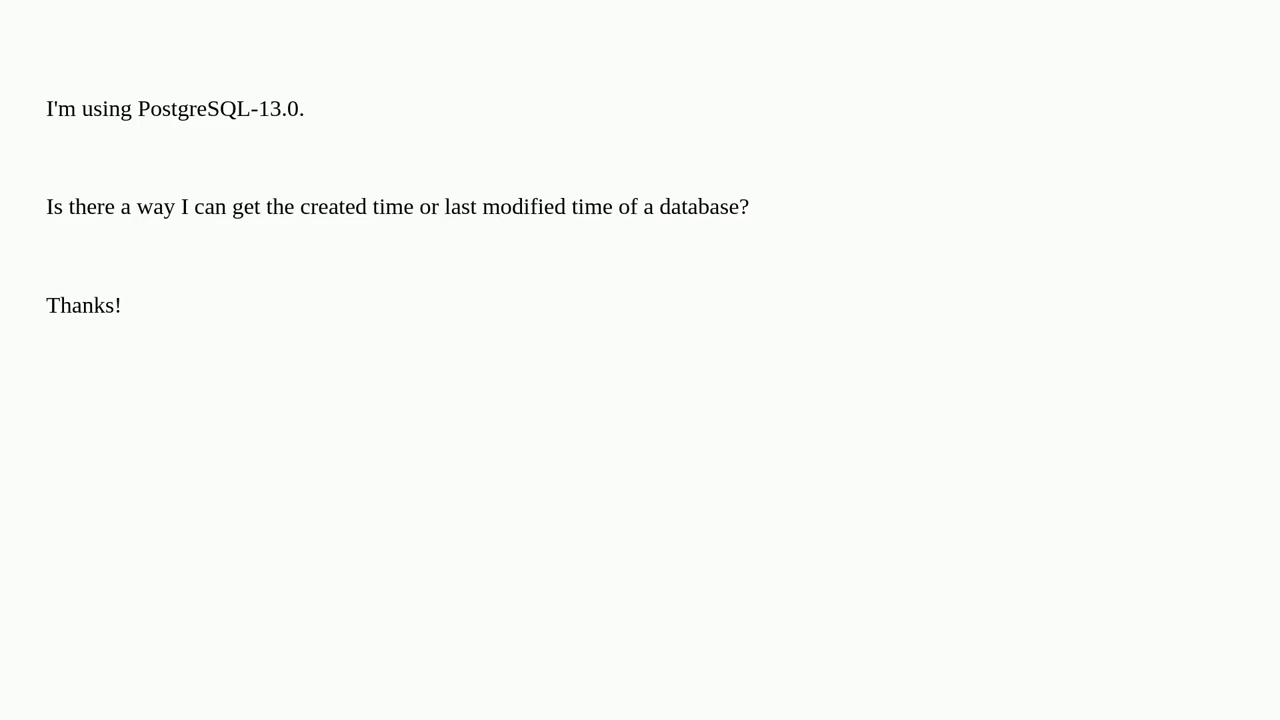 I'm using PostgreSQL-13.0.
Is there a way I can get the created time or last modified time of a database?
Thanks!